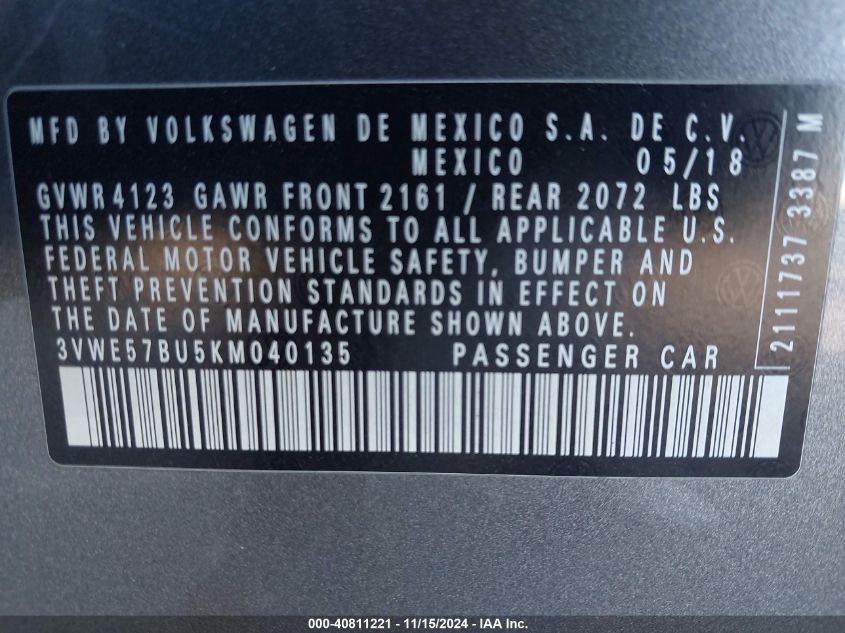 MFD BY VOLKSWAGEN DE MEXICO S.A. DE C.V.
MEXICO 05/18
GVWR 4123 GAWR FRONT 2161 / REAR 2072 LBS
THIS VEHICLE CONFORMS TO ALL APPLICABLE U.S.
FEDERAL MOTOR VEHICLE SAFETY, BUMPER AND
THEFT PREVENTION STANDARDS IN EFFECT ON
THE DATE OF MANUFACTURE SHOWN ABOVE.
3VWE57BU5KM040135 PASSENGER CAR
2111737 3387 M
000-40811221 - 11/15/2024 - IAA Inc.